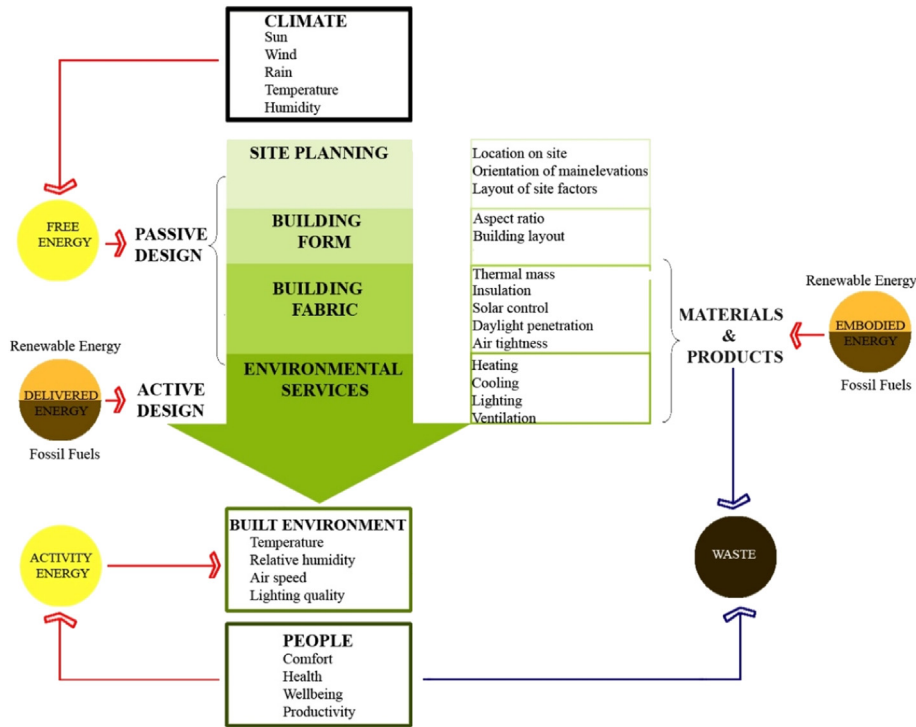 CLIMATE
Sun
Wind
Rain
Temperature
Humidity
SITE PLANNING
Location on site
Orientation of mainelevations
Layout of site factors
FREE
ENERGY
PASSIVE
DESIGN
BUILDING
FORM
Aspect ratio
Building layout
BUILDING
FABRIC
Thermal mass
Insulation
Solar control
Daylight penetration
Air tightness
MATERIALS
&
PRODUCTS
Renewable Energy
EMBODIED
ENERGY
Fossil Fuels
Renewable Energy
DELIVERED
ENERGY
Fossil Fuels
ACTIVE
DESIGN
ENVIRONMENTAL
SERVICES
Heating
Cooling
Lighting
Ventilation
ACTIVITY
ENERGY
BUILT ENVIRONMENT
Temperature
Relative humidity
Air speed
Lighting quality
WASTE
PEOPLE
Comfort
Health
Wellbeing
Productivity